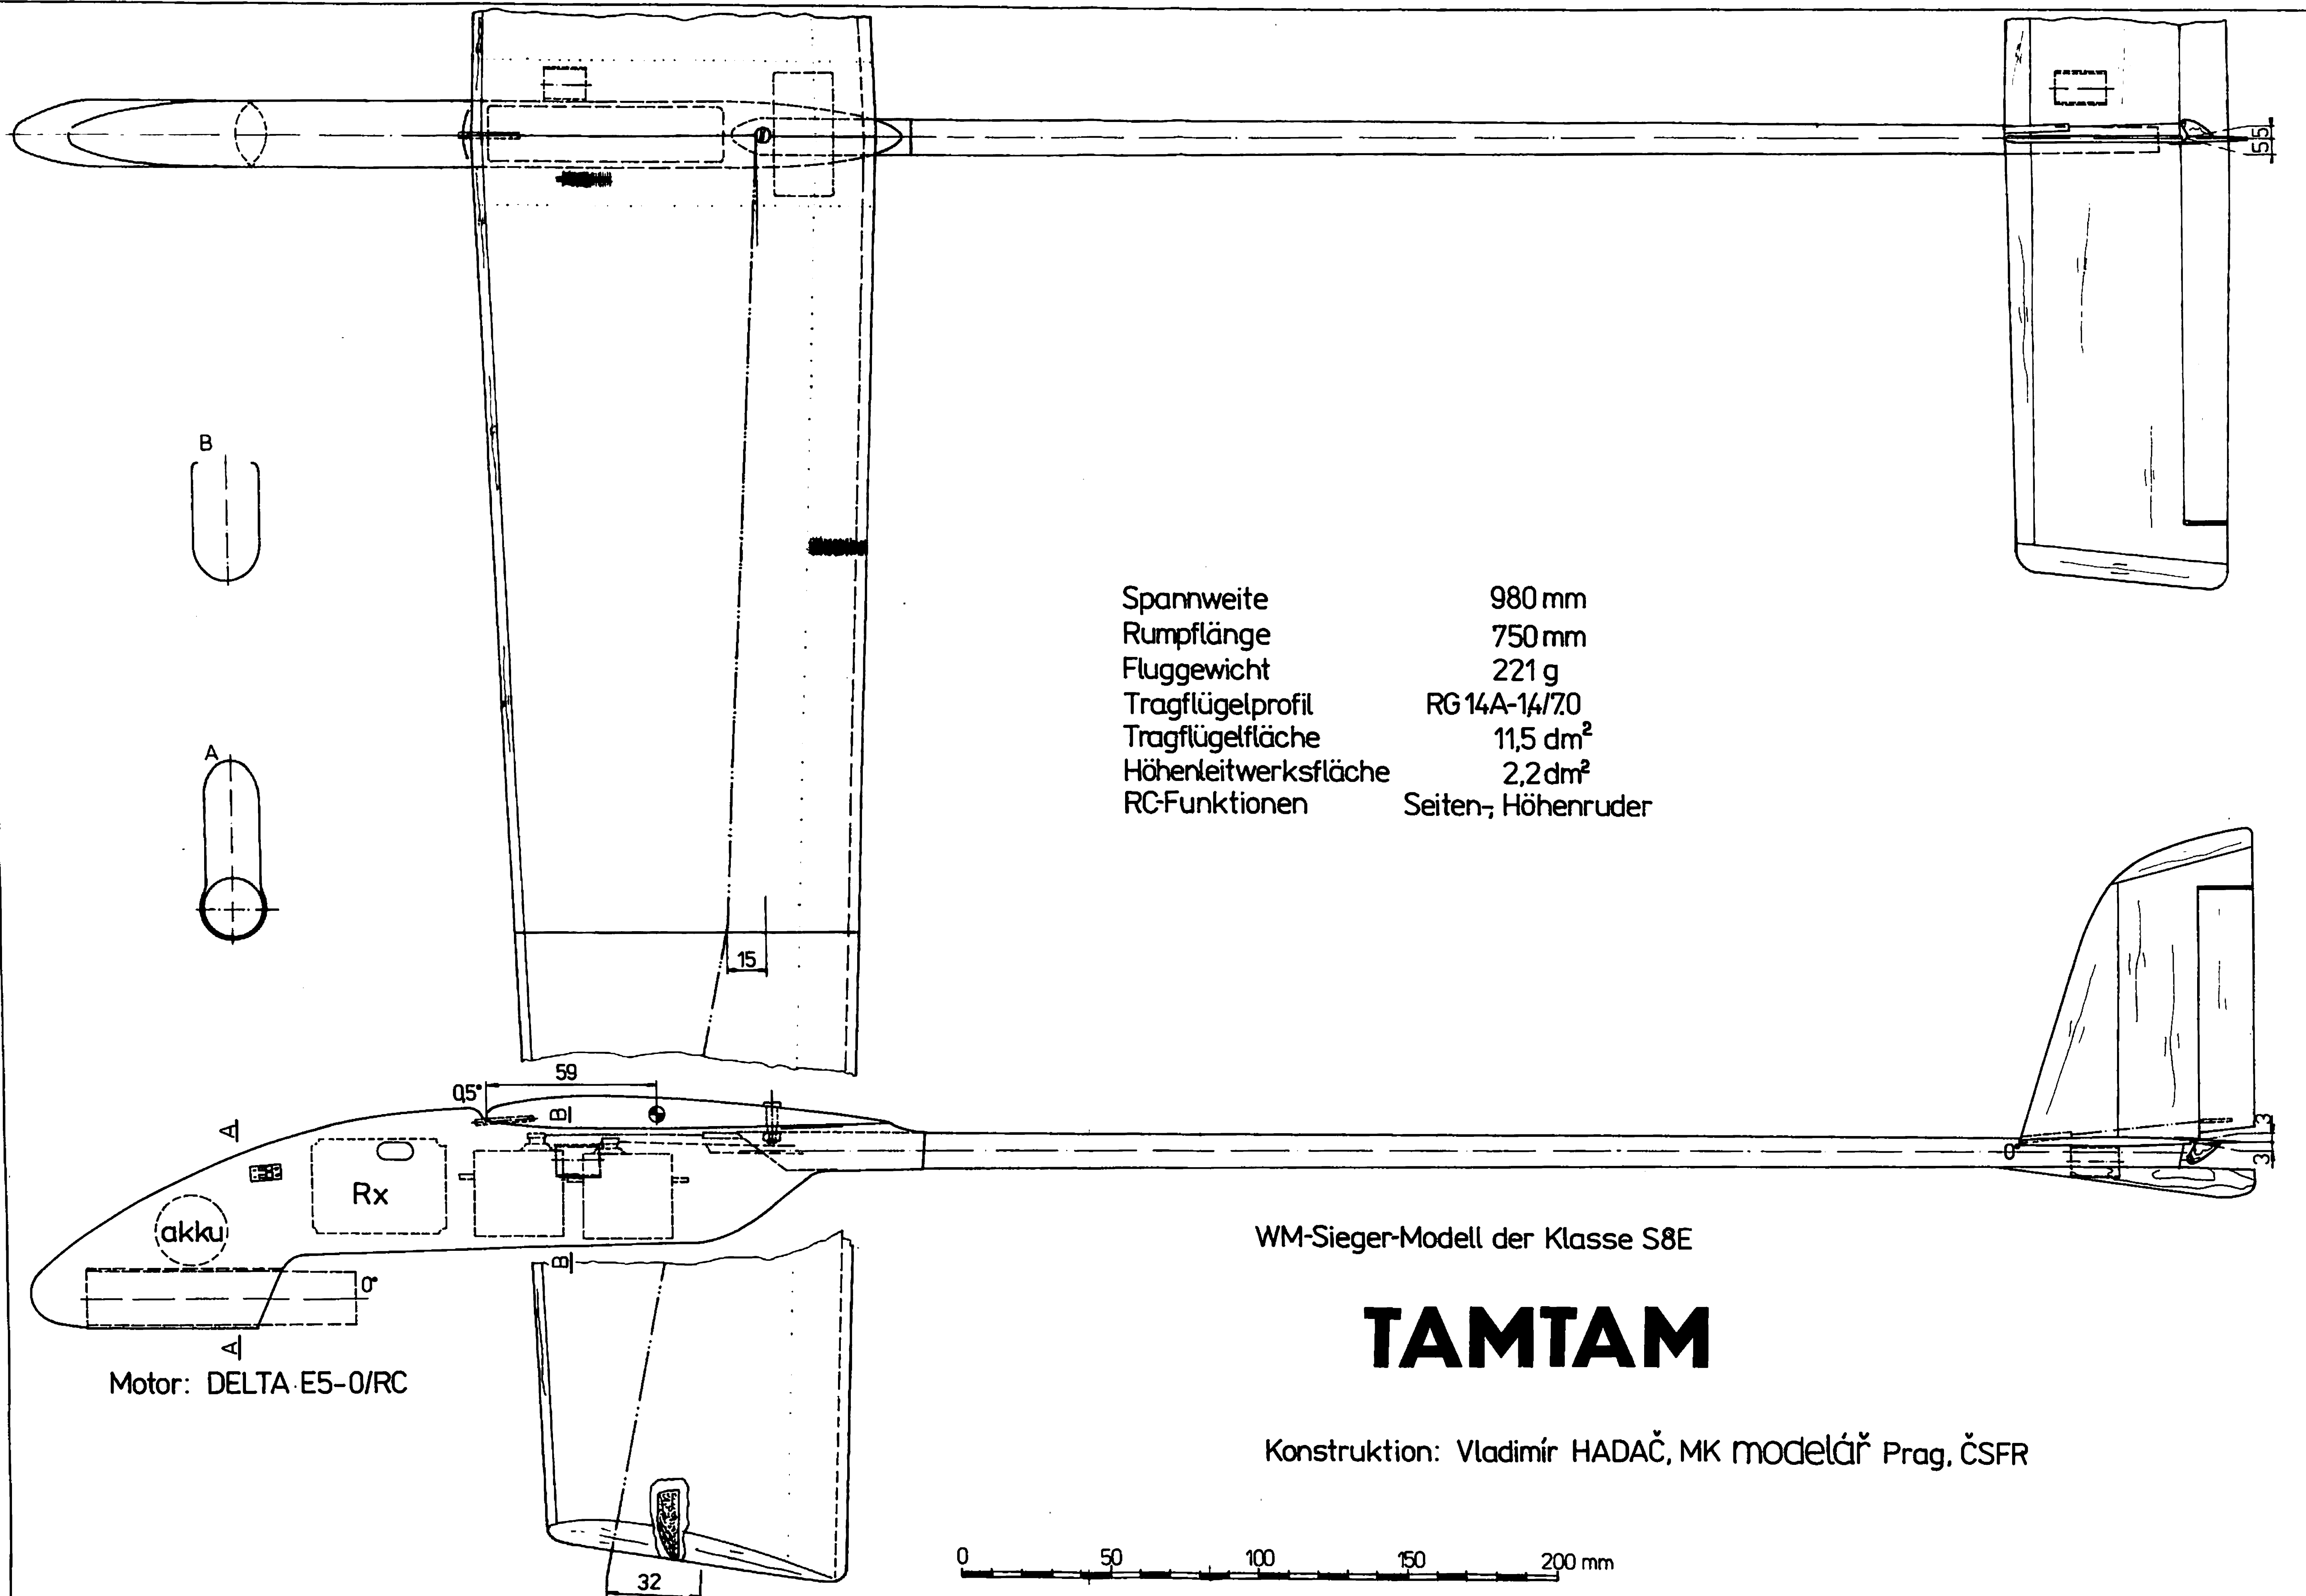 55
B
Spannweite 980 mm
Rumpflänge 750 mm
Fluggewicht 221 g
Tragflügelprofil RG 14A-1,4/7.0
Tragflügelfläche 11,5 dm²
Höhenleitwerksfläche 2,2 dm²
RC-Funktionen Seiten-, Höhenruder
A
15
59
0,5°
B
A
3
0°
3
Rx
akku
0°
B
A
Motor: DELTA E5-0/RC
WM-Sieger-Modell der Klasse S8E
TAMTAM
Konstruktion: Vladimír HADAČ, MK modelář Prag, ČSFR
32
0 50 100 150 200 mm